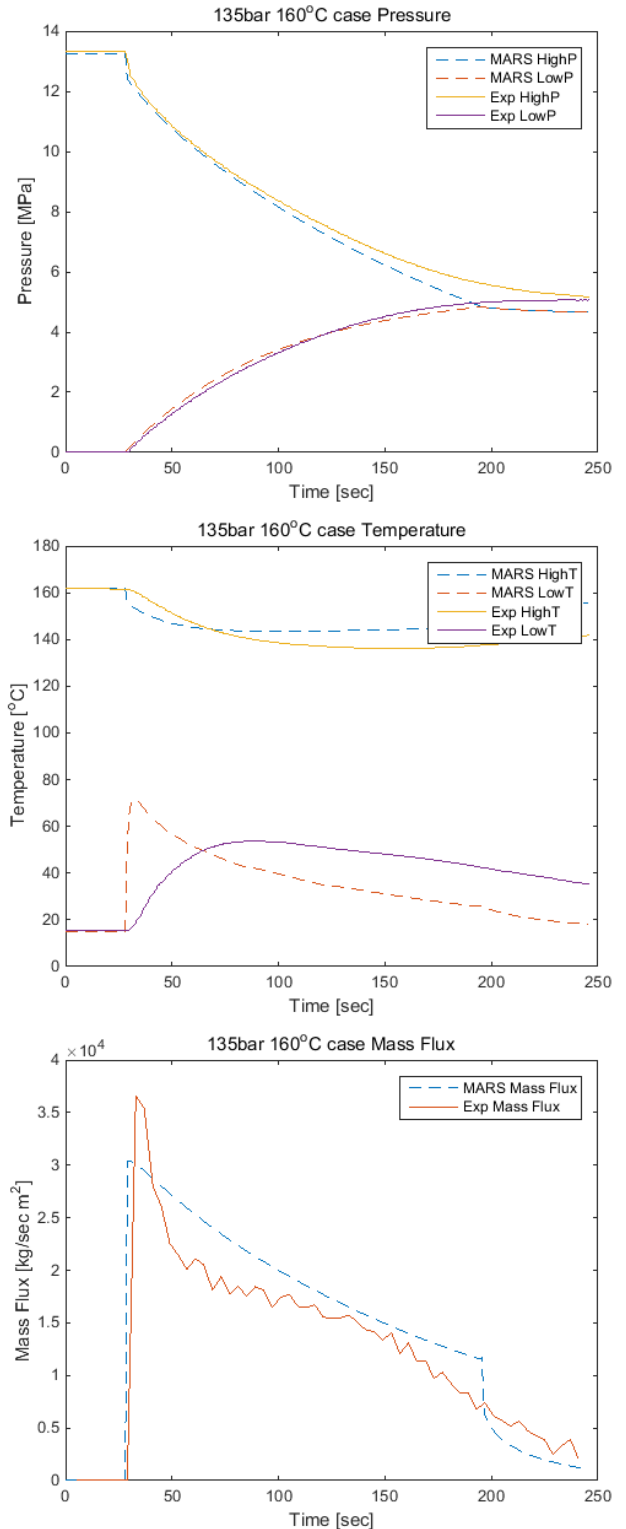 135bar 160°C case Pressure
14
12
10
8
6
4
2
0
Pressure [MPa]
MARS HighP
MARS LowP
Exp HighP
Exp LowP
0 50 100 150 200 250
Time [sec]
135bar 160°C case Temperature
180
160
140
120
100
80
60
40
20
0
Temperature [°C]
MARS HighT
MARS LowT
Exp HighT
Exp LowT
0 50 100 150 200 250
Time [sec]
135bar 160°C case Mass Flux
×10⁴
4
3.5
3
2.5
2
1.5
1
0.5
0
Mass Flux [kg/sec m²]
MARS Mass Flux
Exp Mass Flux
0 50 100 150 200 250
Time [sec]